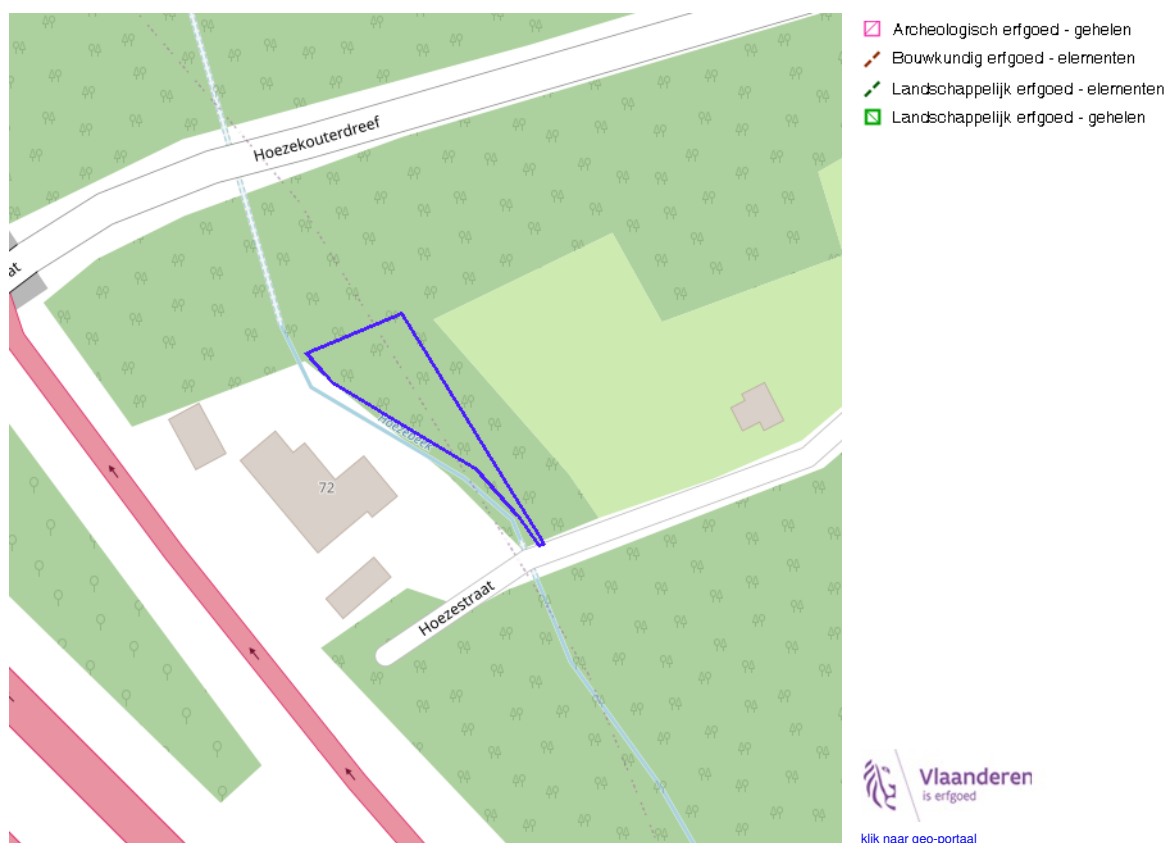 Archeologisch erfgoed - gehelen
Bouwkundig erfgoed - elementen
Landschappelijk erfgoed - elementen
Landschappelijk erfgoed - gehelen
Hoezekouterdreef
at
Hoezebeek
72
Hoezestraat
Vlaanderen
is erfgoed
klik naar geo-portaal